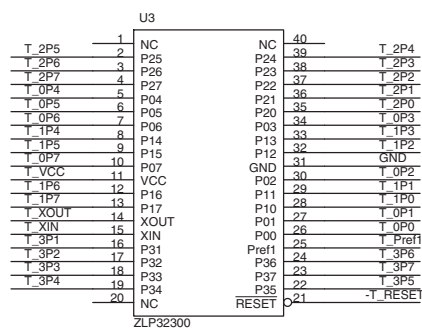 U3
1 NC NC 40
T_2P5 2 P25 P24 39 T_2P4
T_2P6 3 P26 P23 38 T_2P3
T_2P7 4 P27 P22 37 T_2P2
T_0P4 5 P04 P21 36 T_2P1
T_0P5 6 P05 P20 35 T_2P0
T_0P6 7 P06 P03 34 T_0P3
T_1P4 8 P14 P13 33 T_1P3
T_1P5 9 P15 P12 32 T_1P2
T_0P7 10 P07 GND 31 GND
T_VCC 11 VCC P02 30 T_0P2
T_1P6 12 P16 P11 29 T_1P1
T_1P7 13 P17 P10 28 T_1P0
T_XOUT 14 XOUT P01 27 T_0P1
T_XIN 15 XIN P00 26 T_0P0
T_3P1 16 P31 Pref1 25 T_Pref1
T_3P2 17 P32 P36 24 T_3P6
T_3P3 18 P33 P37 23 T_3P7
T_3P4 19 P34 P35 22 T_3P5
20 NC RESET 21 -T_RESET
ZLP32300